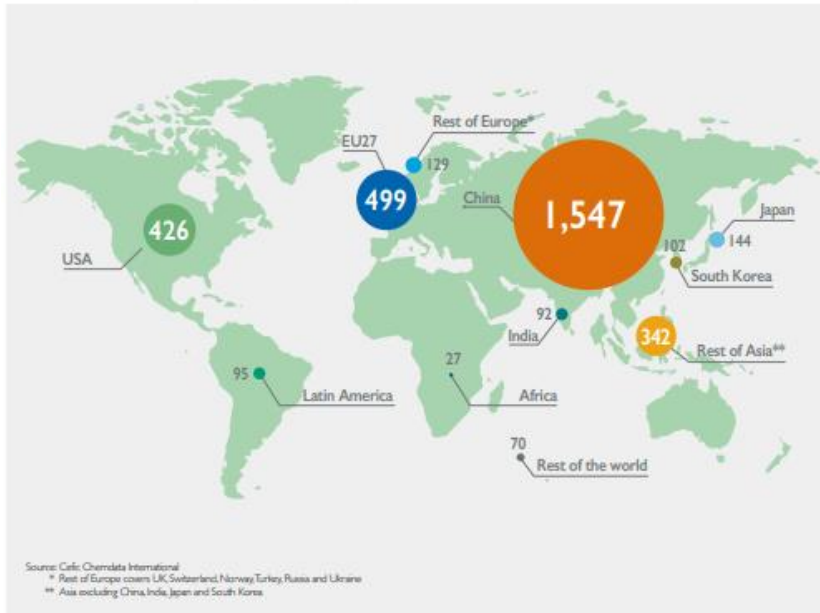 Rest of Europe*
EU27
129
499
China
1,547
426
Japan
102
144
USA
South Korea
92
India
342
Rest of Asia**
27
95
Latin America
Africa
70
Rest of the world
Source: Cefic Chemdata International
* Rest of Europe covers UK, Switzerland, Norway, Turkey, Russia and Ukraine
** Asia excluding China, India, Japan and South Korea